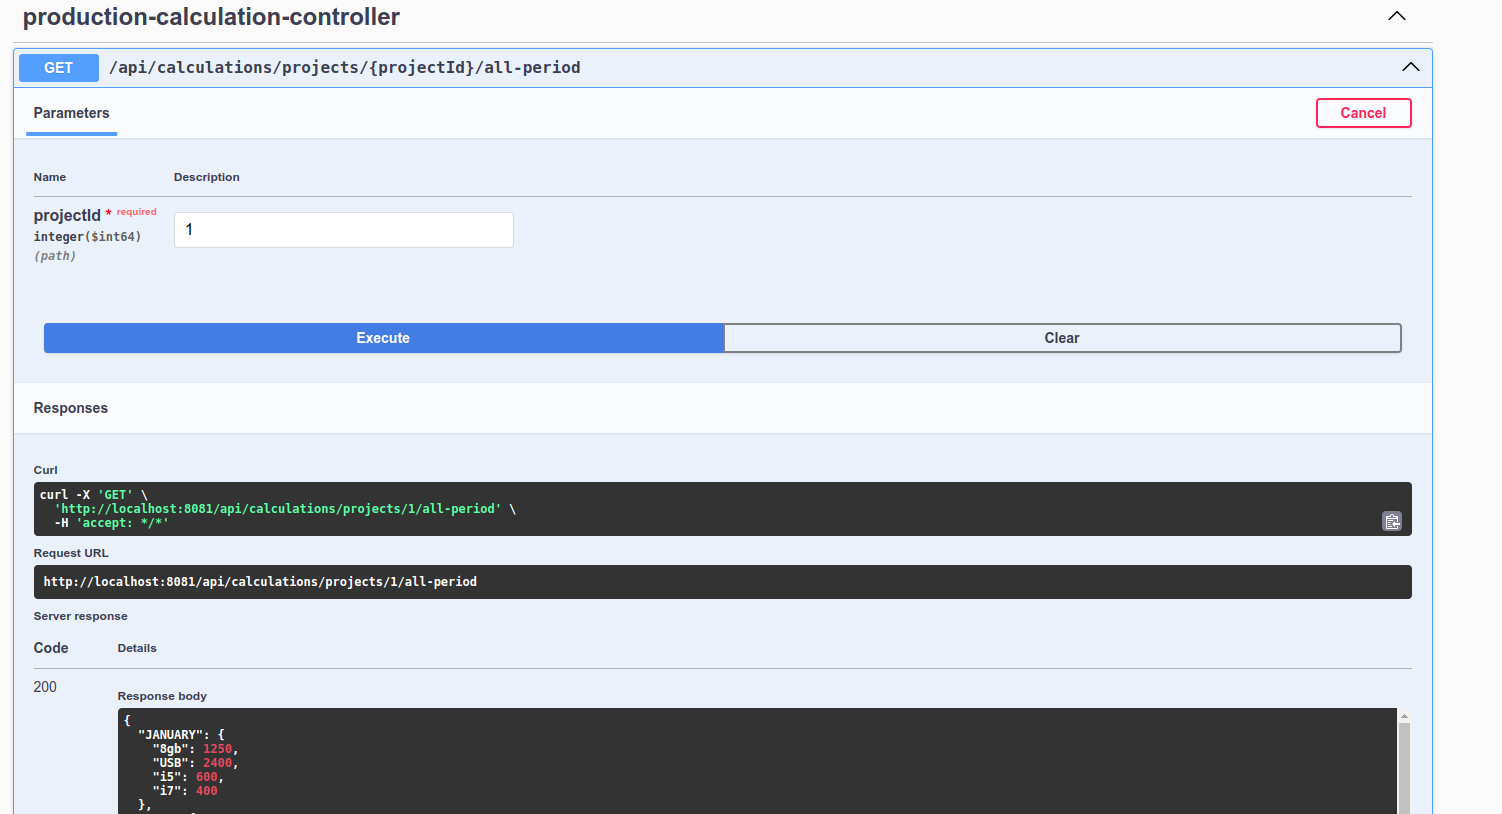 production-calculation-controller
GET /api/calculations/projects/{projectId}/all-period
Parameters
Cancel
Name Description
projectId * required
integer($int64)
(path)
1
Execute
Clear
Responses
Curl
curl -X 'GET' \
'http://localhost:8081/api/calculations/projects/1/all-period' \
-H 'accept: */*'
Request URL
http://localhost:8081/api/calculations/projects/1/all-period
Server response
Code Details
200
Response body
{
"JANUARY": {
"8gb": 1250,
"USB": 2400,
"i5": 600,
"i7": 400
},